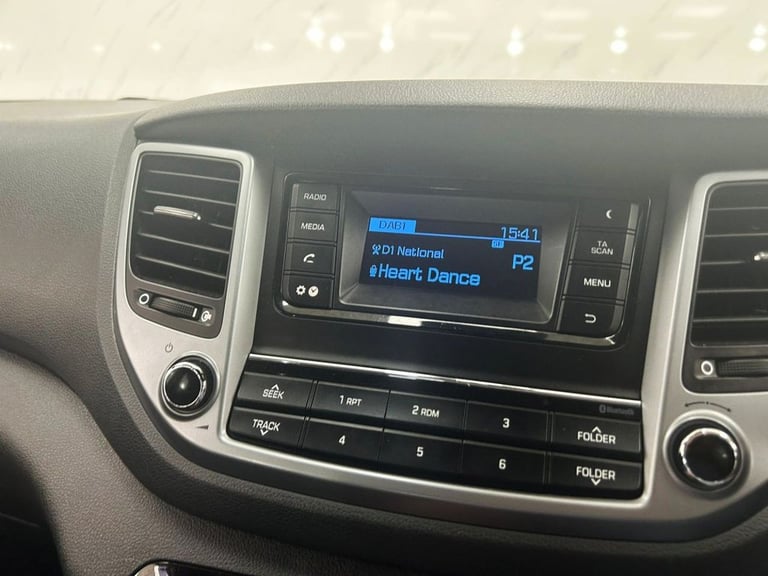 RADIO
MEDIA
DAB1
15:41
D1 National
P2
Heart Dance
TA
SCAN
MENU
SEEK
TRACK
1 RPT
2 RDM
3
4
5
6
Bluetooth
FOLDER
FOLDER